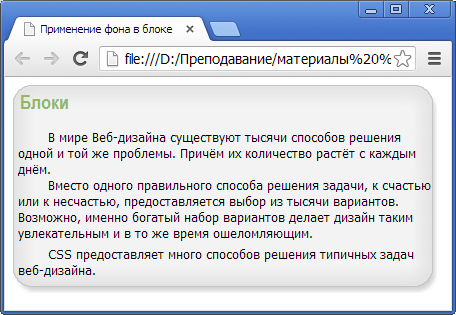 Применение фона в блоке
file:///D:/Преподавание/материалы%20%
Блоки
В мире Веб-дизайна существуют тысячи способов решения
одной и той же проблемы. Причём их количество растёт с каждым
днём.
Вместо одного правильного способа решения задачи, к счастью
или к несчастью, предоставляется выбор из тысячи вариантов.
Возможно, именно богатый набор вариантов делает дизайн таким
увлекательным и в то же время ошеломляющим.
CSS предоставляет много способов решения типичных задач
веб-дизайна.